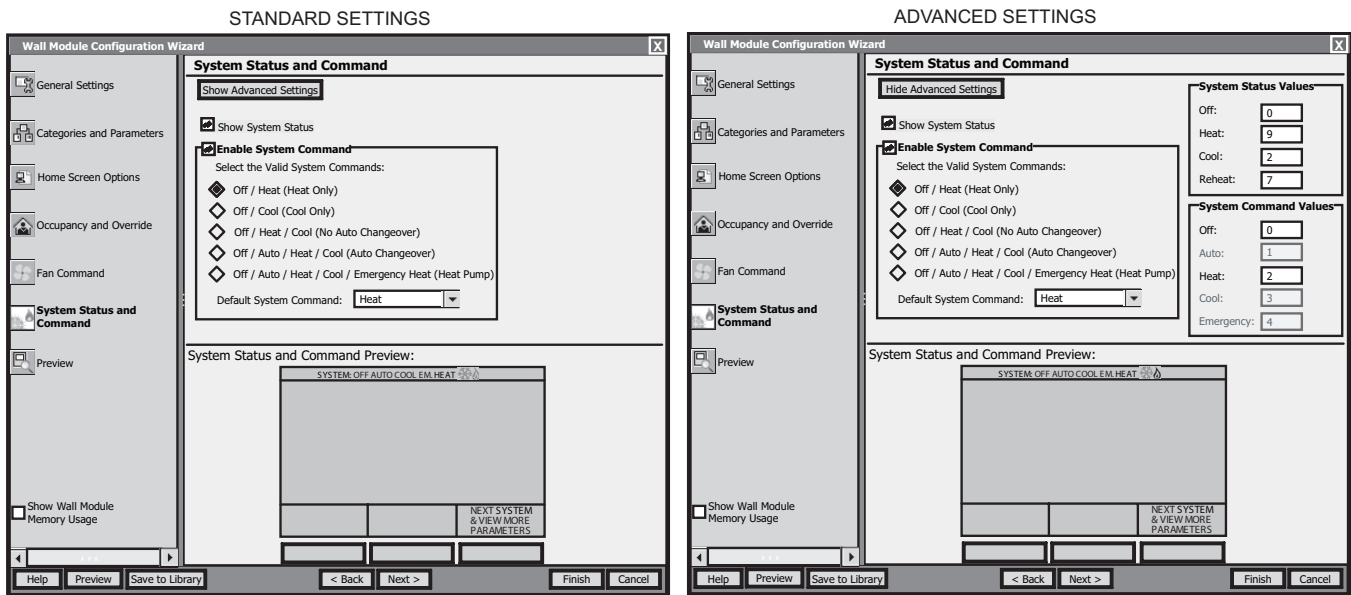 STANDARD SETTINGS
Wall Module Configuration Wizard
X
General Settings
Categories and Parameters
Home Screen Options
Occupancy and Override
Fan Command
System Status and
Command
Preview
Show Wall Module
Memory Usage
System Status and Command
Show Advanced Settings
Show System Status
Enable System Command
Select the Valid System Commands:
Off / Heat (Heat Only)
Off / Cool (Cool Only)
Off / Heat / Cool (No Auto Changeover)
Off / Auto / Heat / Cool (Auto Changeover)
Off / Auto / Heat / Cool / Emergency Heat (Heat Pump)
Default System Command: Heat
System Status and Command Preview:
SYSTEM: OFF AUTO COOL EM. HEAT
NEXT SYSTEM
& VIEW MORE
PARAMETERS
Help Preview Save to Library < Back Next > Finish Cancel
ADVANCED SETTINGS
Wall Module Configuration Wizard
X
General Settings
Categories and Parameters
Home Screen Options
Occupancy and Override
Fan Command
System Status and
Command
Preview
Show Wall Module
Memory Usage
System Status and Command
Hide Advanced Settings
Show System Status
Enable System Command
Select the Valid System Commands:
Off / Heat (Heat Only)
Off / Cool (Cool Only)
Off / Heat / Cool (No Auto Changeover)
Off / Auto / Heat / Cool (Auto Changeover)
Off / Auto / Heat / Cool / Emergency Heat (Heat Pump)
Default System Command: Heat
System Status Values
Off: 0
Heat: 9
Cool: 2
Reheat: 7
System Command Values
Off: 0
Auto: 1
Heat: 2
Cool: 3
Emergency: 4
System Status and Command Preview:
SYSTEM: OFF AUTO COOL EM. HEAT
NEXT SYSTEM
& VIEW MORE
PARAMETERS
Help Preview Save to Library < Back Next > Finish Cancel